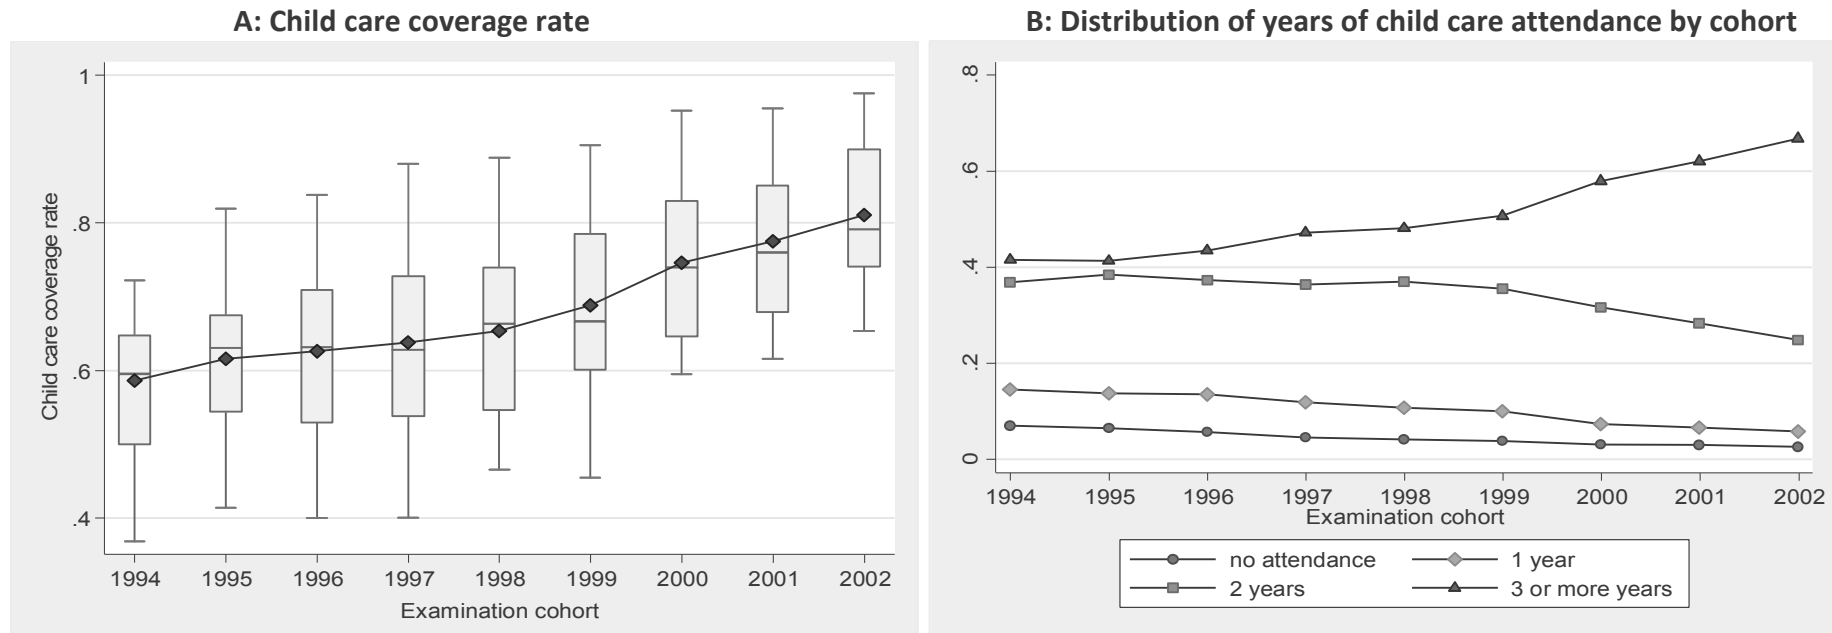 A: Child care coverage rate
Child care coverage rate
1
.8
.6
.4
1994 1995 1996 1997 1998 1999 2000 2001 2002
Examination cohort
B: Distribution of years of child care attendance by cohort
.8
.6
.4
.2
0
1994 1995 1996 1997 1998 1999 2000 2001 2002
Examination cohort
no attendance 1 year
2 years 3 or more years